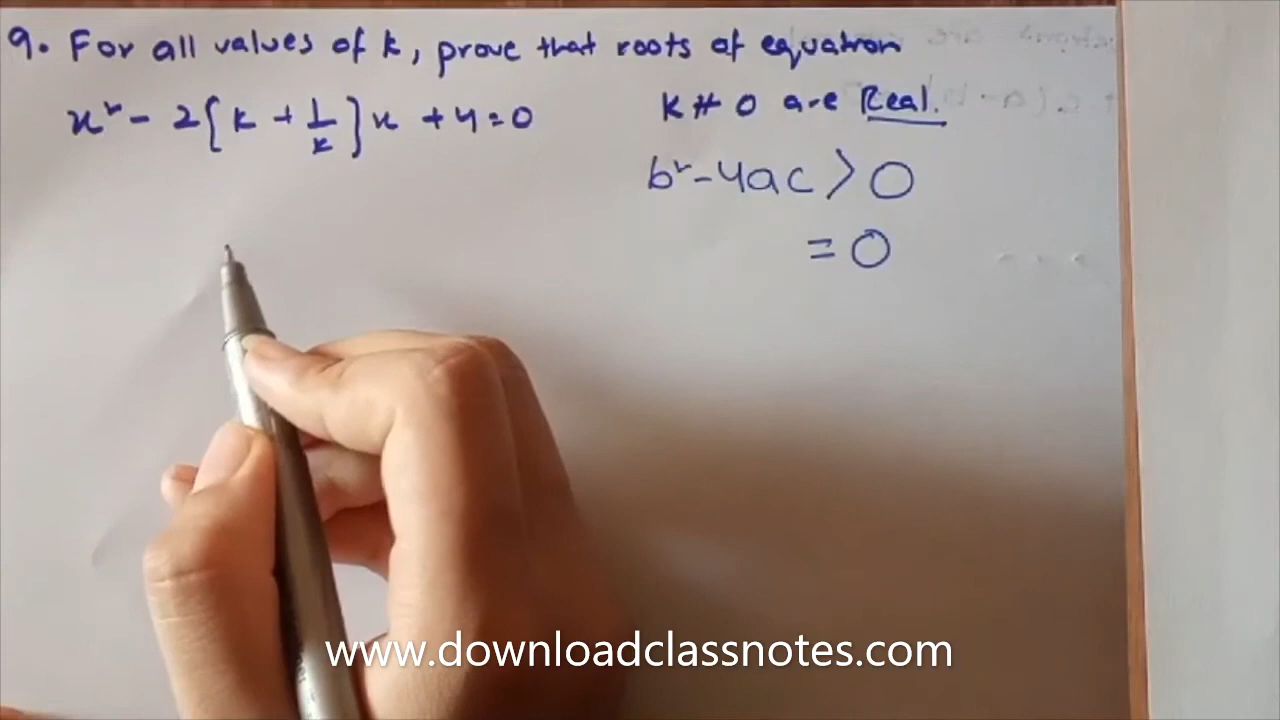 9. For all values of k, prove that roots of equation
x² - 2[k + 1/k]x + 4 = 0 k ≠ 0 are Real.
b² - 4ac > 0
= 0
www.downloadclassnotes.com